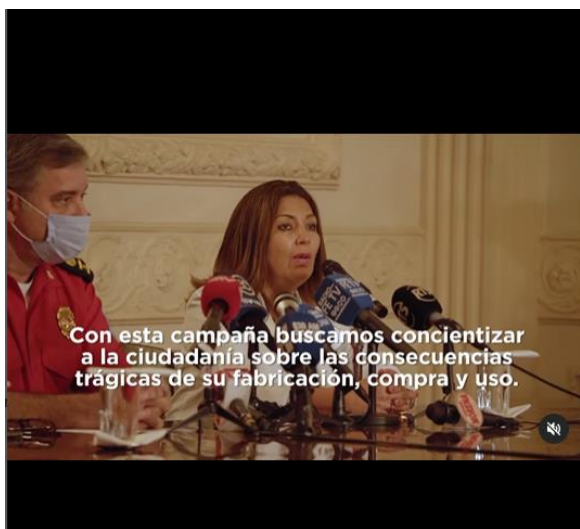 Con esta campaña buscamos concientizar
a la ciudadanía sobre las consecuencias
trágicas de su fabricación, compra y uso.